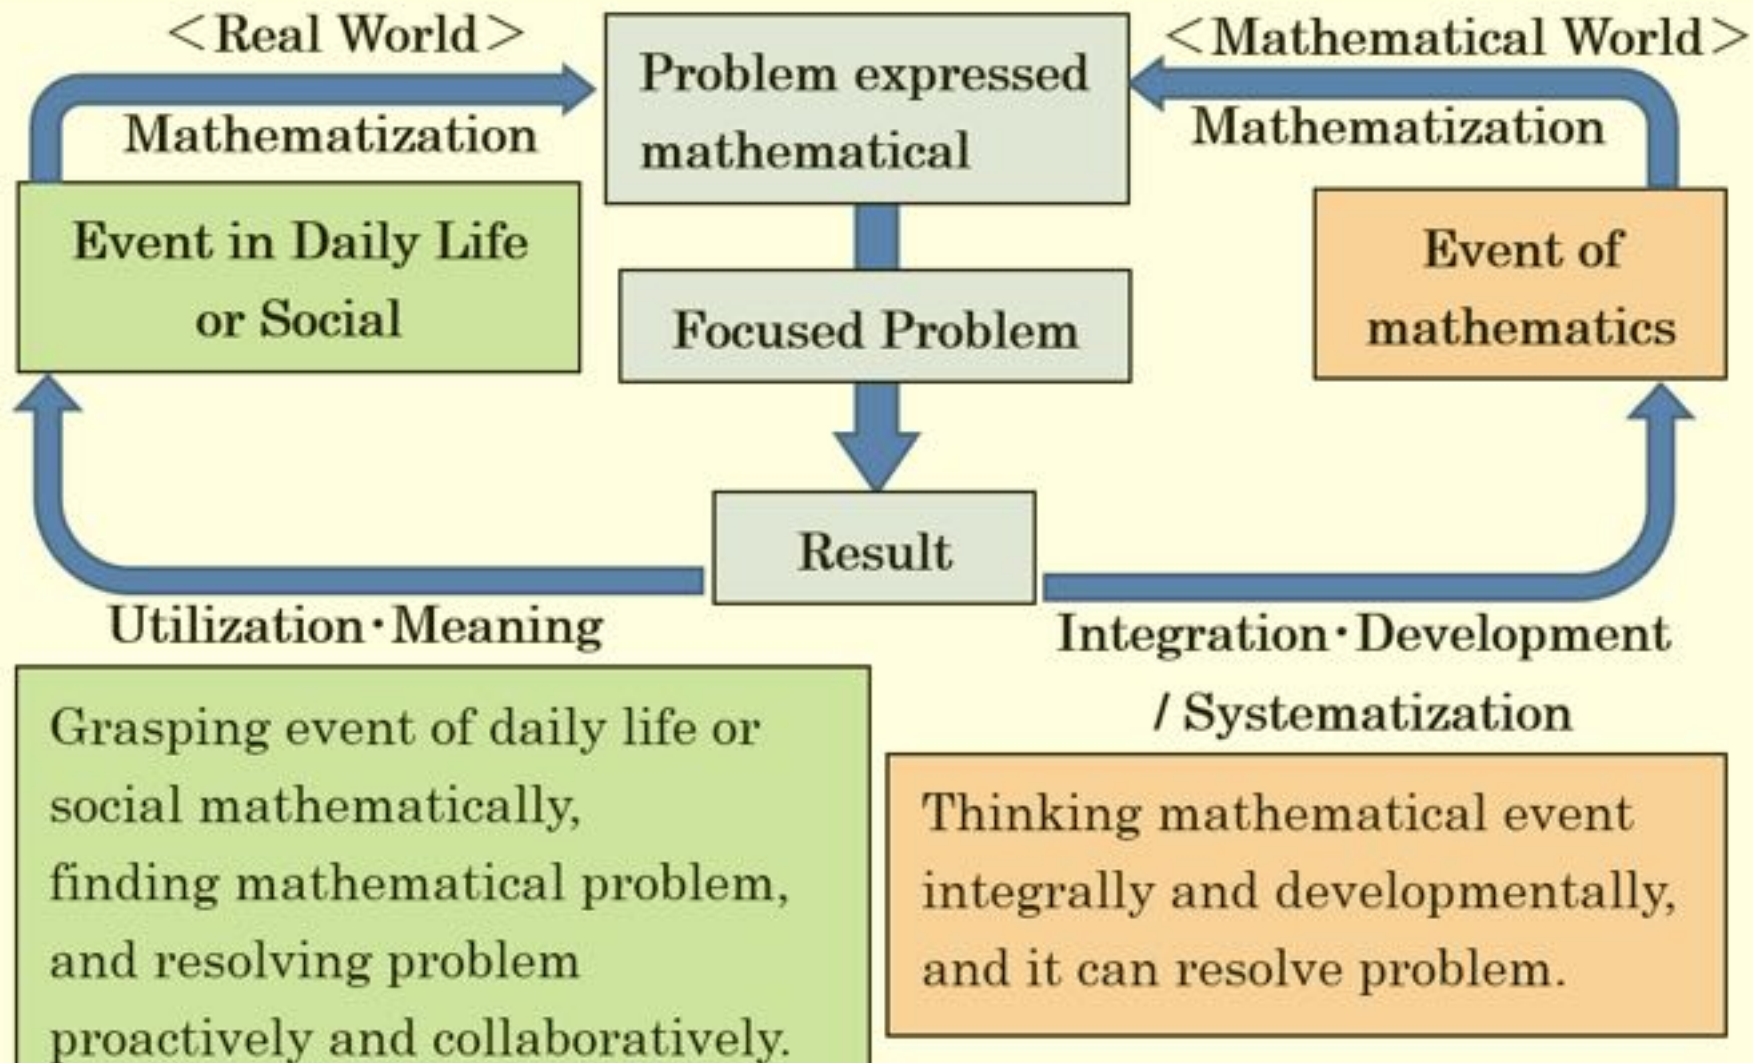 <Real World>
Mathematization
Problem expressed
mathematical
<Mathematical World>
Mathematization
Event in Daily Life
or Social
Focused Problem
Event of
mathematics
Result
Utilization・Meaning
Integration・Development
/ Systematization
Grasping event of daily life or
social mathematically,
finding mathematical problem,
and resolving problem
proactively and collaboratively.
Thinking mathematical event
integrally and developmentally,
and it can resolve problem.